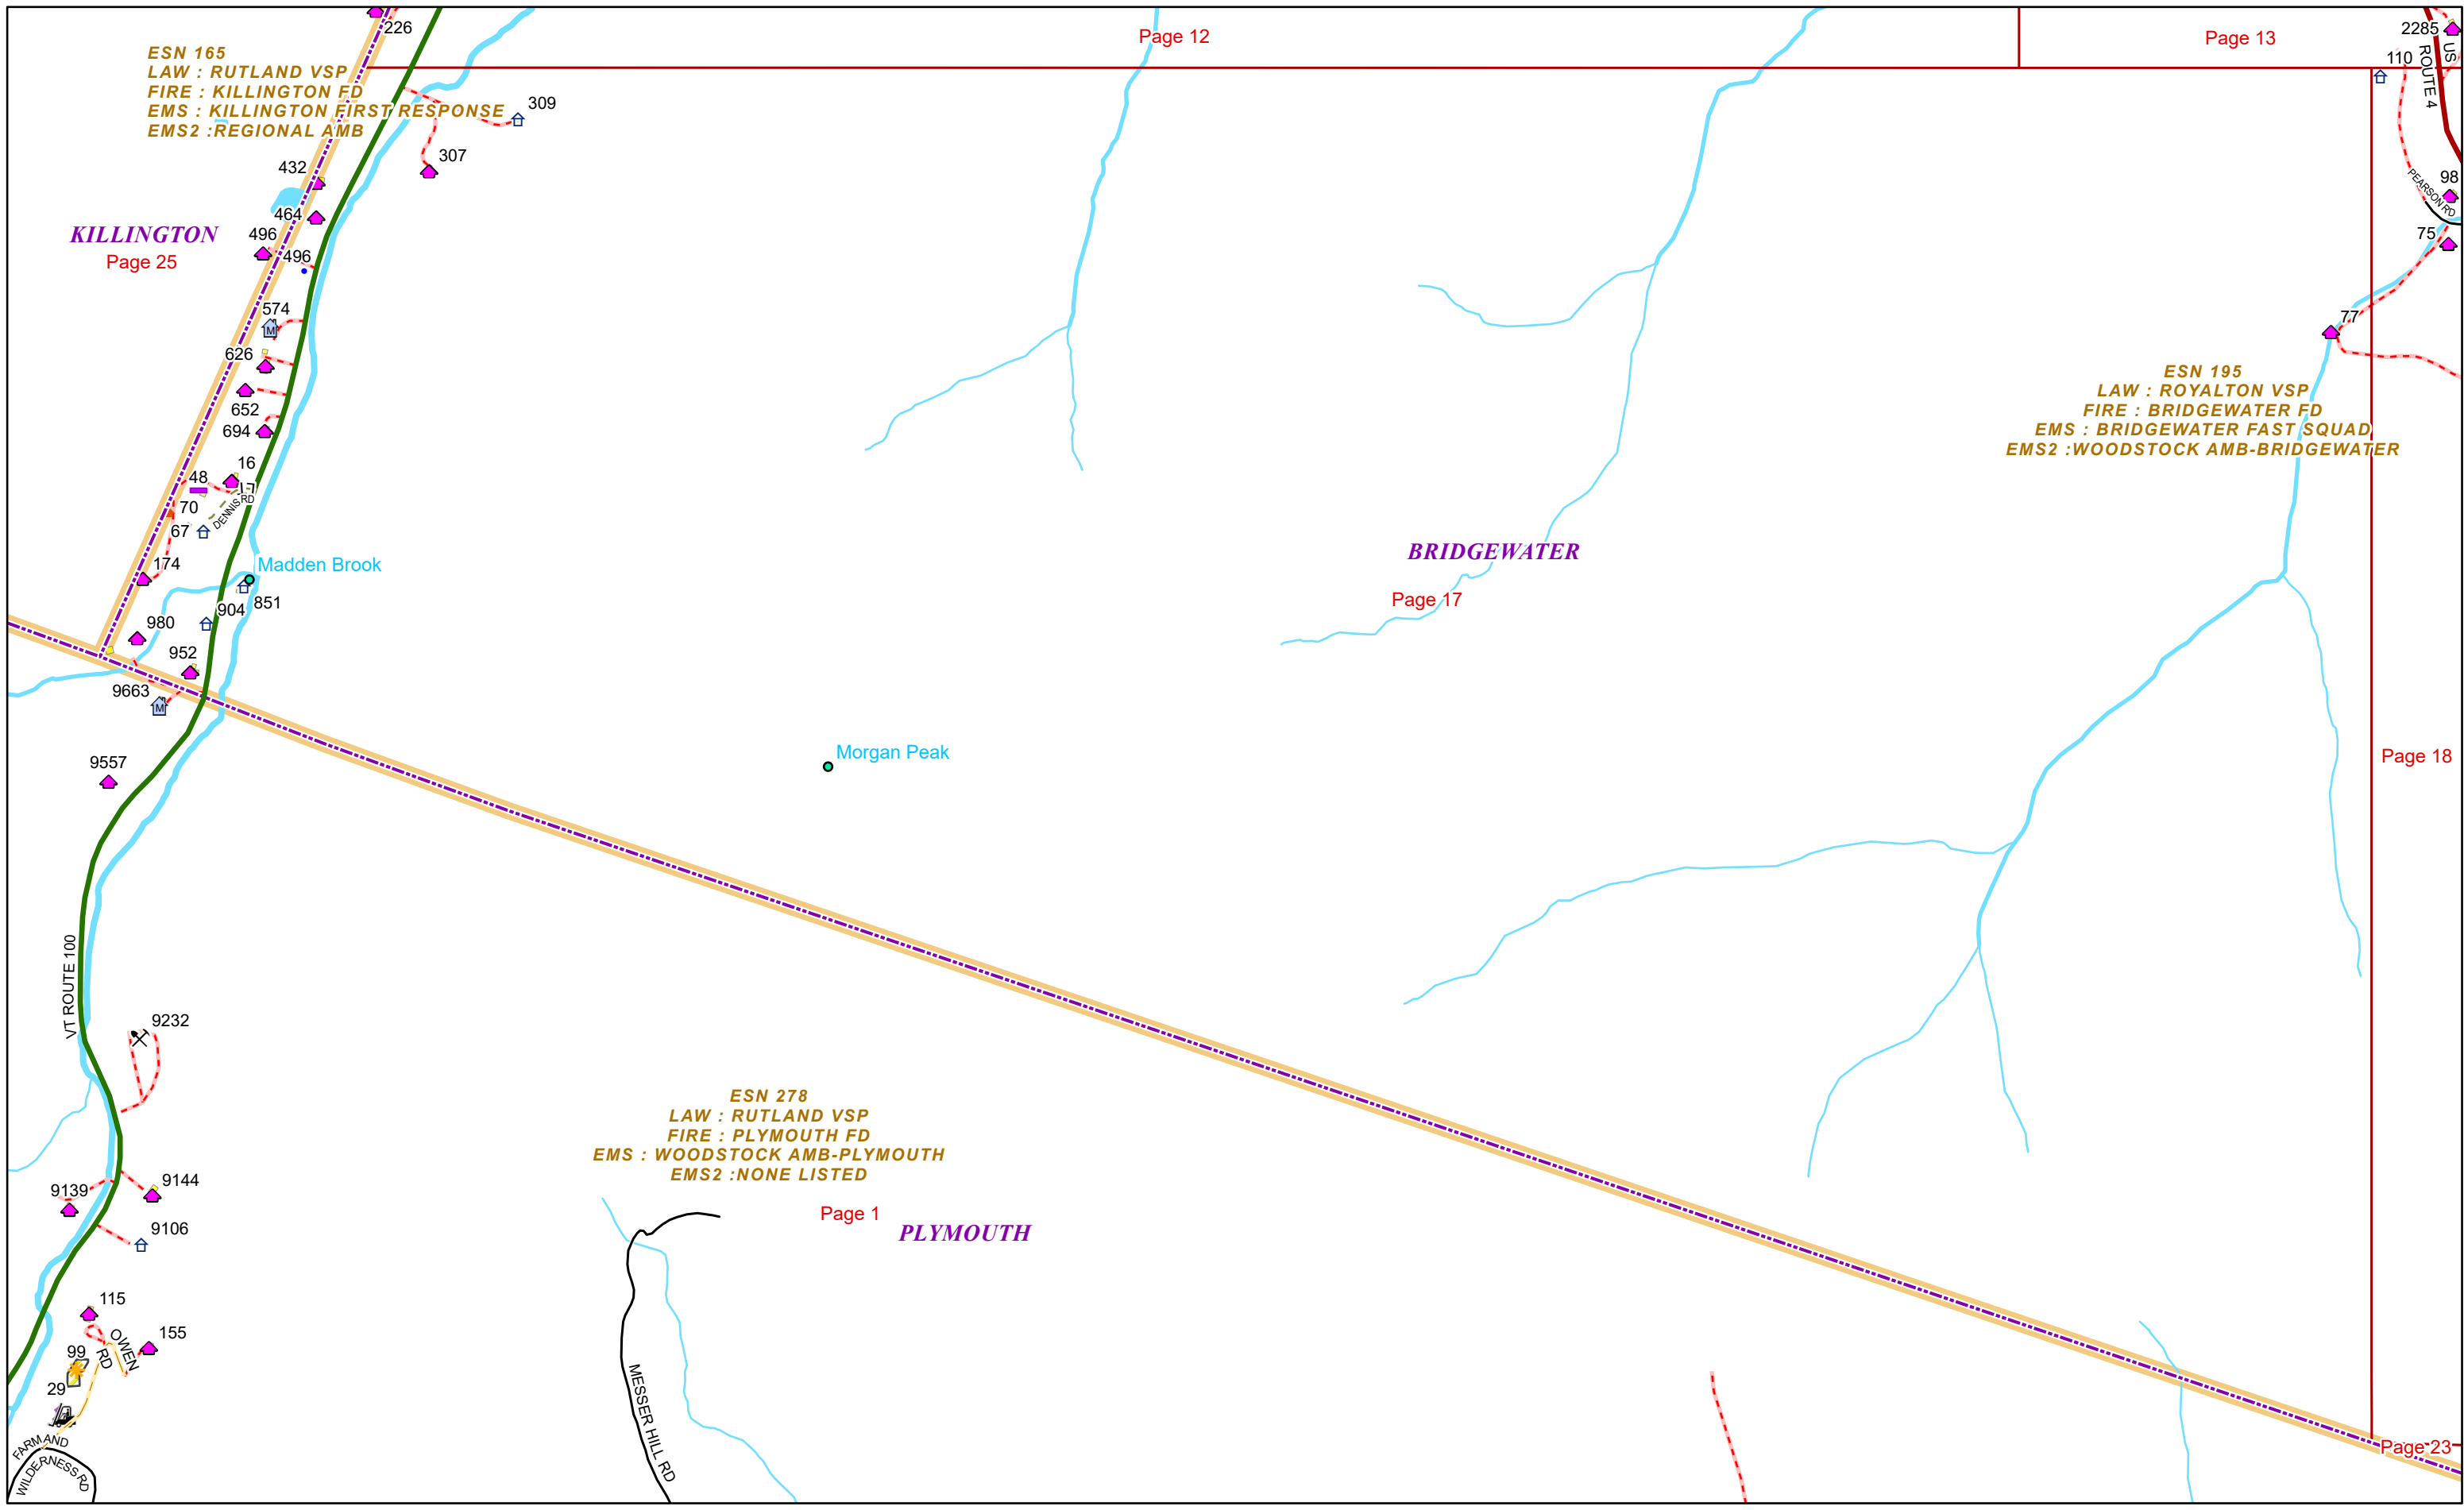 226
Page 12
Page 13
2285
US
ROUTE 4
110
ESN 165
LAW : RUTLAND VSP
FIRE : KILLINGTON FD
EMS : KILLINGTON FIRST RESPONSE
EMS2 :REGIONAL AMB
309
307
432
464
KILLINGTON
Page 25
496
496
98
PEARSON RD
75
77
574
626
652
694
ESN 195
LAW : ROYALTON VSP
FIRE : BRIDGEWATER FD
EMS : BRIDGEWATER FAST SQUAD
EMS2 :WOODSTOCK AMB-BRIDGEWATER
16
48
70
67
DENNIS RD
174
Madden Brook
851
904
980
952
9663
M
M
BRIDGEWATER
Page 17
9557
Morgan Peak
Page 18
VT ROUTE 100
9232
ESN 278
LAW : RUTLAND VSP
FIRE : PLYMOUTH FD
EMS : WOODSTOCK AMB-PLYMOUTH
EMS2 :NONE LISTED
9139
9144
9106
Page 1
PLYMOUTH
115
155
OWEN
RD
99
29
MESSER HILL RD
FARM AND
WILDERNESS RD
Page 23